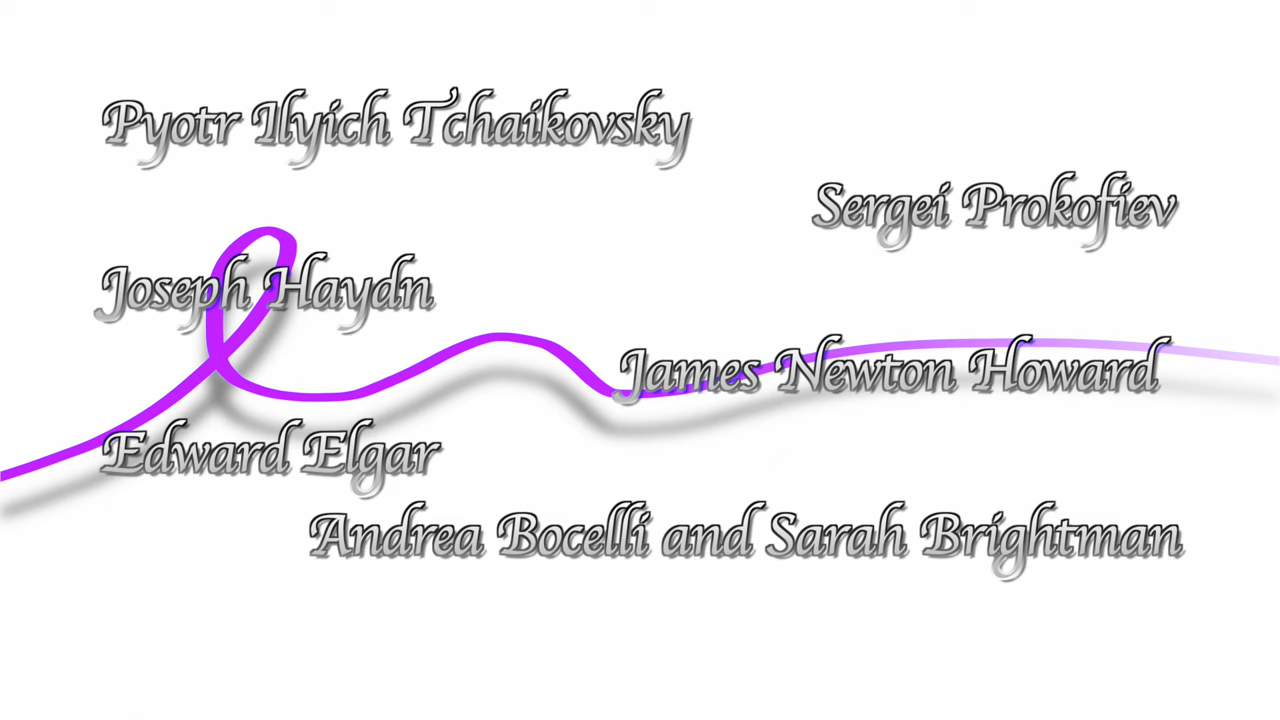 Pyotr Ilyich Tchaikovsky
Sergei Prokofiev
Joseph Haydn
James Newton Howard
Edward Elgar
Andrea Bocelli and Sarah Brightman